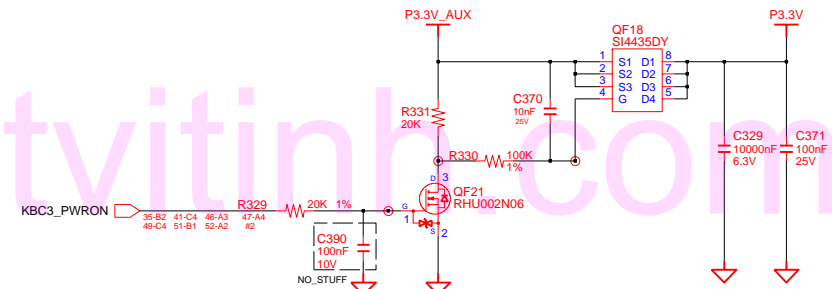 P3.3V_AUX
P3.3V
QF18
SI4435DY
1 S1 D1 8
2 S2 D2 7
3 S3 D3 6
4 G D4 5
R331
20K
C370
10nF
25V
R330 100K
1%
C329
10000nF
6.3V
C371
100nF
25V
D 3
QF21
RHU002N06
G
1
S 2
KBC3_PWRON
R329 20K 1%
35-B2 41-C4 46-A3 47-A4
49-C4 51-B1 52-A2 #2
C390
100nF
10V
NO_STUFF
tvitinh.com